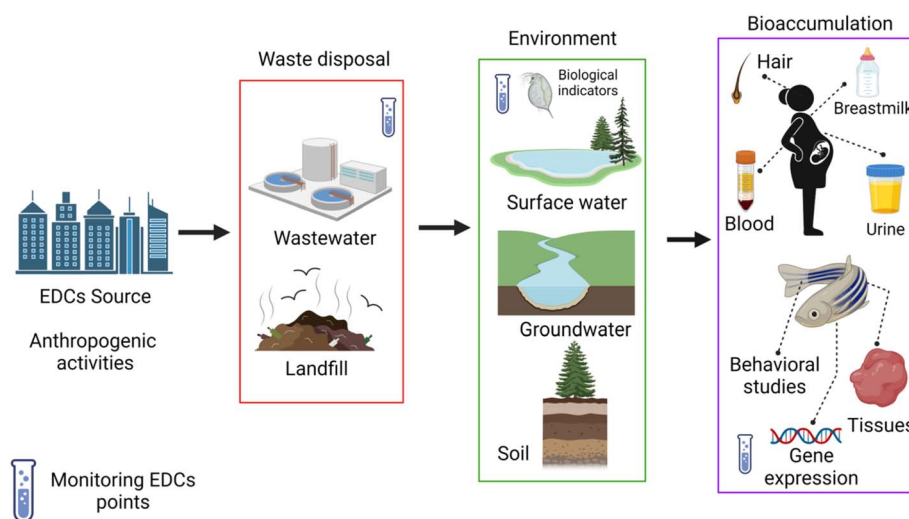 EDCs Source
Anthropogenic
activities
Monitoring EDCs
points
Waste disposal
Wastewater
Landfill
Environment
Biological
indicators
Surface water
Groundwater
Soil
Bioaccumulation
Hair
Breastmilk
Blood
Urine
Behavioral
studies
Tissues
Gene
expression